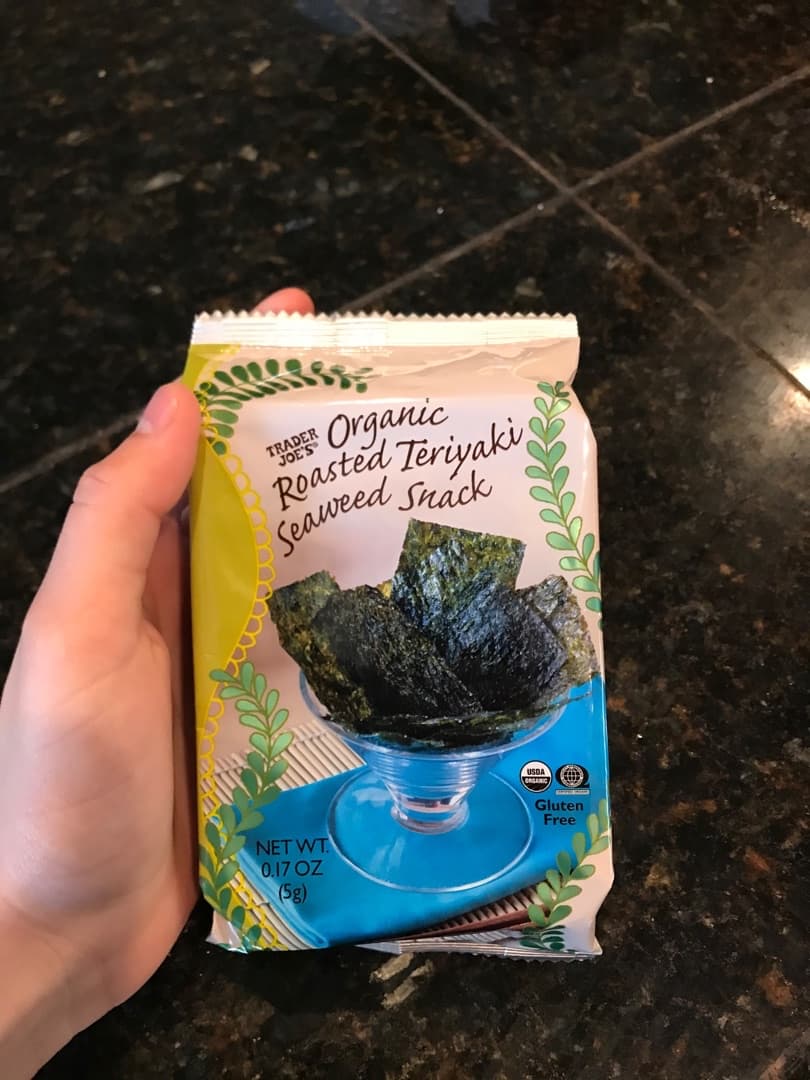 TRADER
JOE'S®
Organic
Roasted Teriyaki
Seaweed Snack
USDA
ORGANIC
Gluten
Free
NET WT.
0.17 OZ
(5g)